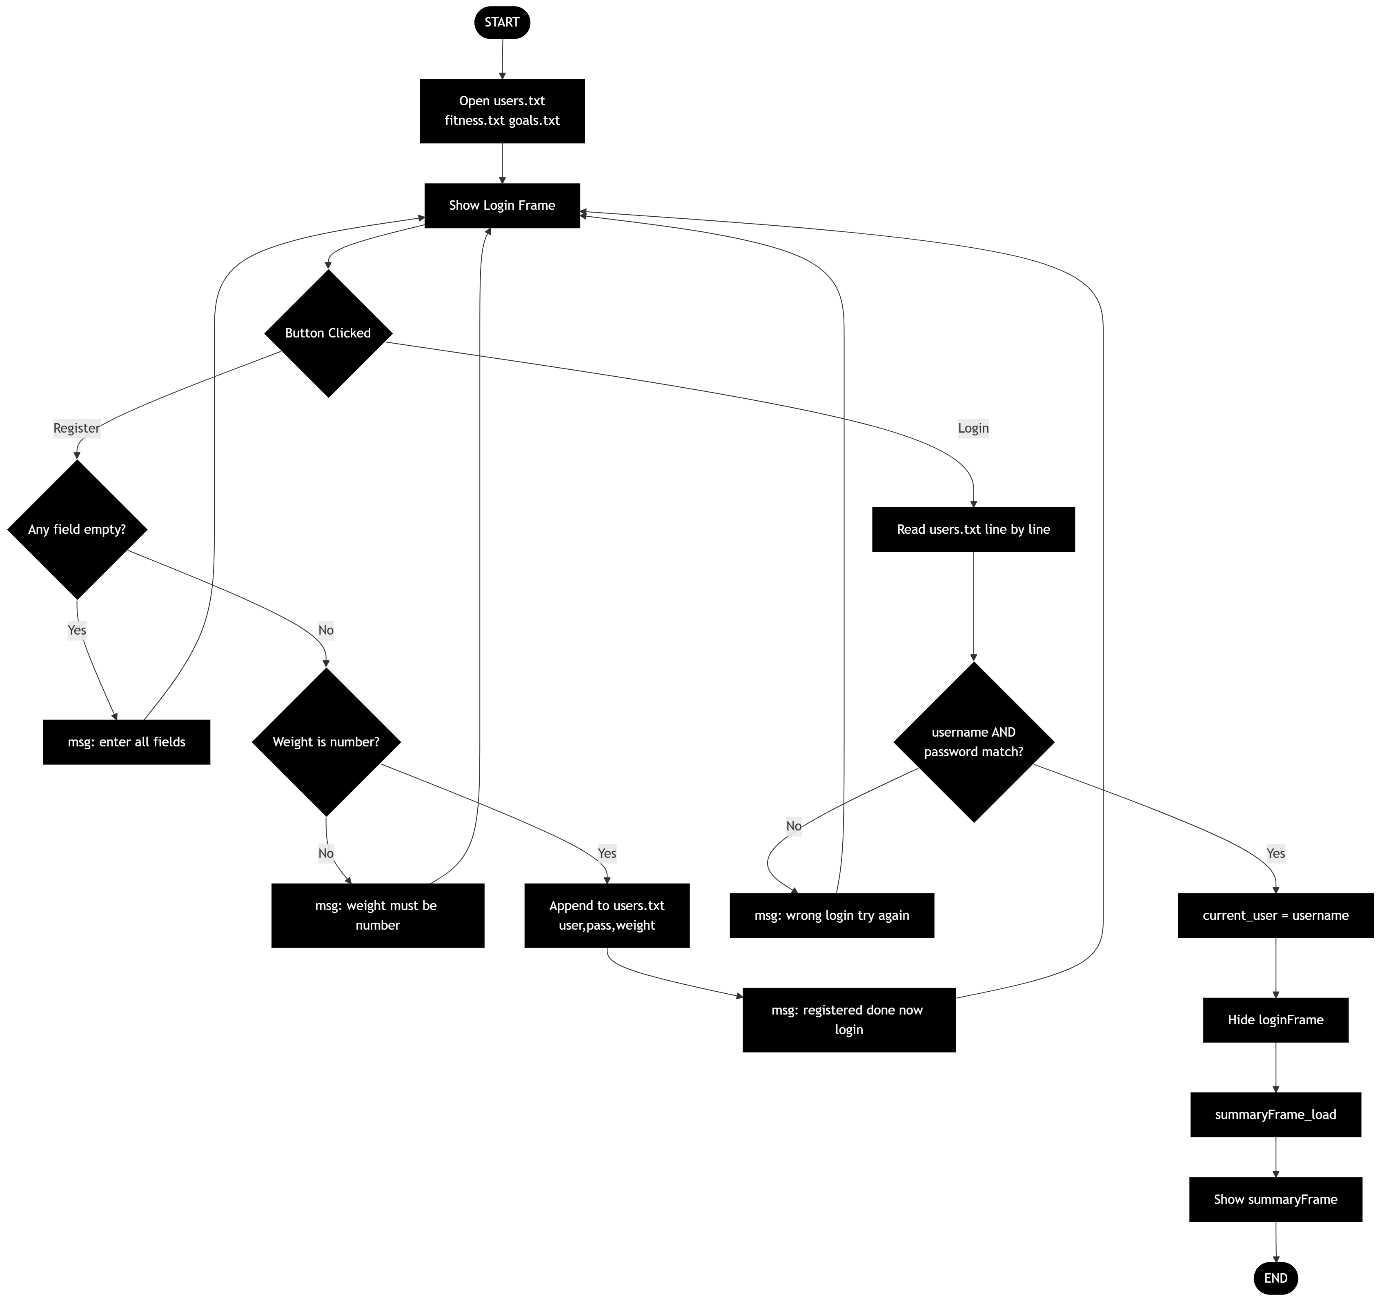 START
Open users.txt
fitness.txt goals.txt
Show Login Frame
Button Clicked
Register
Login
Any field empty?
Read users.txt line by line
Yes
No
msg: enter all fields
Weight is number?
username AND
password match?
No
Yes
No
Yes
msg: weight must be
number
Append to users.txt
user,pass,weight
msg: wrong login try again
current_user = username
msg: registered done now
login
Hide loginFrame
summaryFrame_load
Show summaryFrame
END